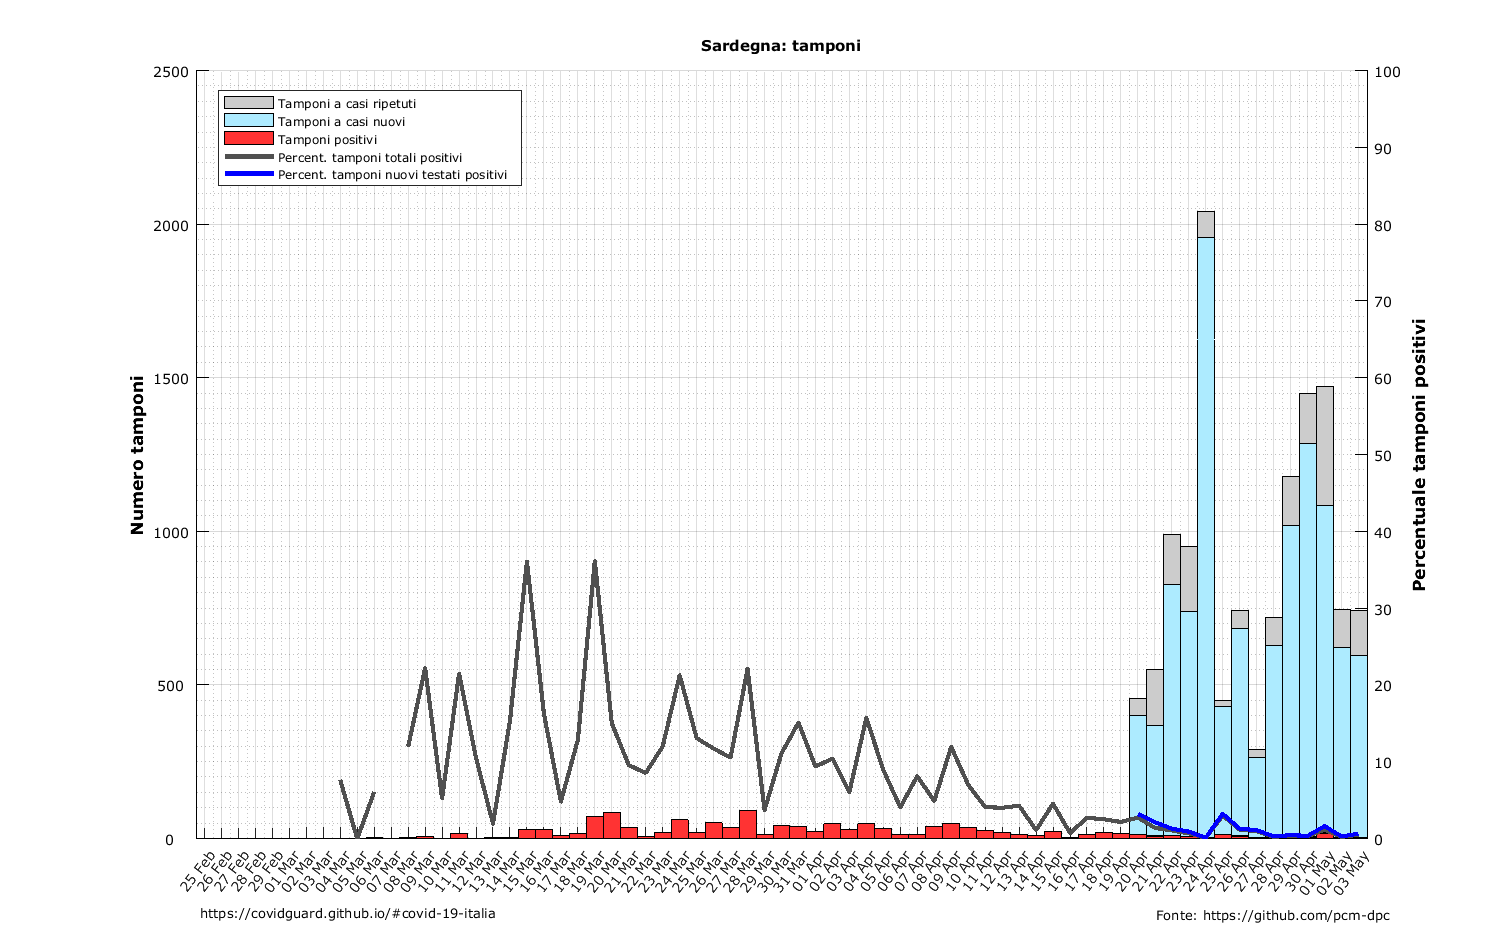 Sardegna: tamponi
2500
2000
1500
1000
500
0
Numero tamponi
Tamponi a casi ripetuti
Tamponi a casi nuovi
Tamponi positivi
Percent. tamponi totali positivi
Percent. tamponi nuovi testati positivi
100
90
80
70
60
50
40
30
20
10
0
Percentuale tamponi positivi
25 Feb
26 Feb
27 Feb
28 Feb
29 Feb
01 Mar
02 Mar
03 Mar
04 Mar
05 Mar
06 Mar
07 Mar
08 Mar
09 Mar
10 Mar
11 Mar
12 Mar
13 Mar
14 Mar
15 Mar
16 Mar
17 Mar
18 Mar
19 Mar
20 Mar
21 Mar
22 Mar
23 Mar
24 Mar
25 Mar
26 Mar
27 Mar
28 Mar
29 Mar
30 Mar
31 Mar
01 Apr
02 Apr
03 Apr
04 Apr
05 Apr
06 Apr
07 Apr
08 Apr
09 Apr
10 Apr
11 Apr
12 Apr
13 Apr
14 Apr
15 Apr
16 Apr
17 Apr
18 Apr
19 Apr
20 Apr
21 Apr
22 Apr
23 Apr
24 Apr
25 Apr
26 Apr
27 Apr
28 Apr
29 Apr
30 Apr
01 May
02 May
03 May
https://covidguard.github.io/#covid-19-italia
Fonte: https://github.com/pcm-dpc